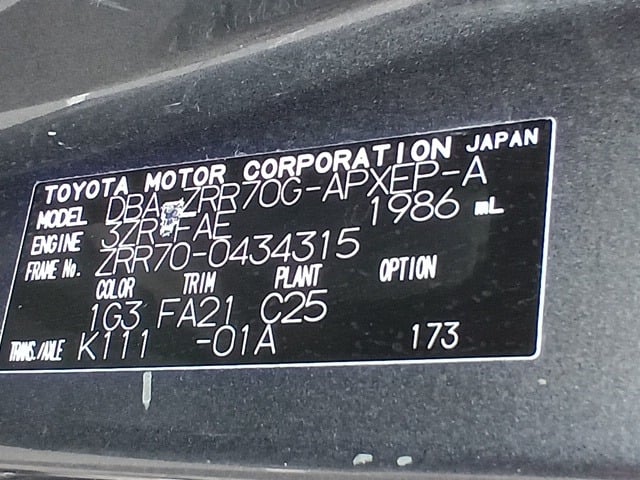 TOYOTA MOTOR CORPORATION JAPAN
MODEL DBA-ZRR70G-APXEP-A
ENGINE 3ZR-FAE 1986 mL
FRAME No. ZRR70-0434315
COLOR TRIM PLANT OPTION
1G3 FA21 C25
TRANS./AXLE K111 -01A 173